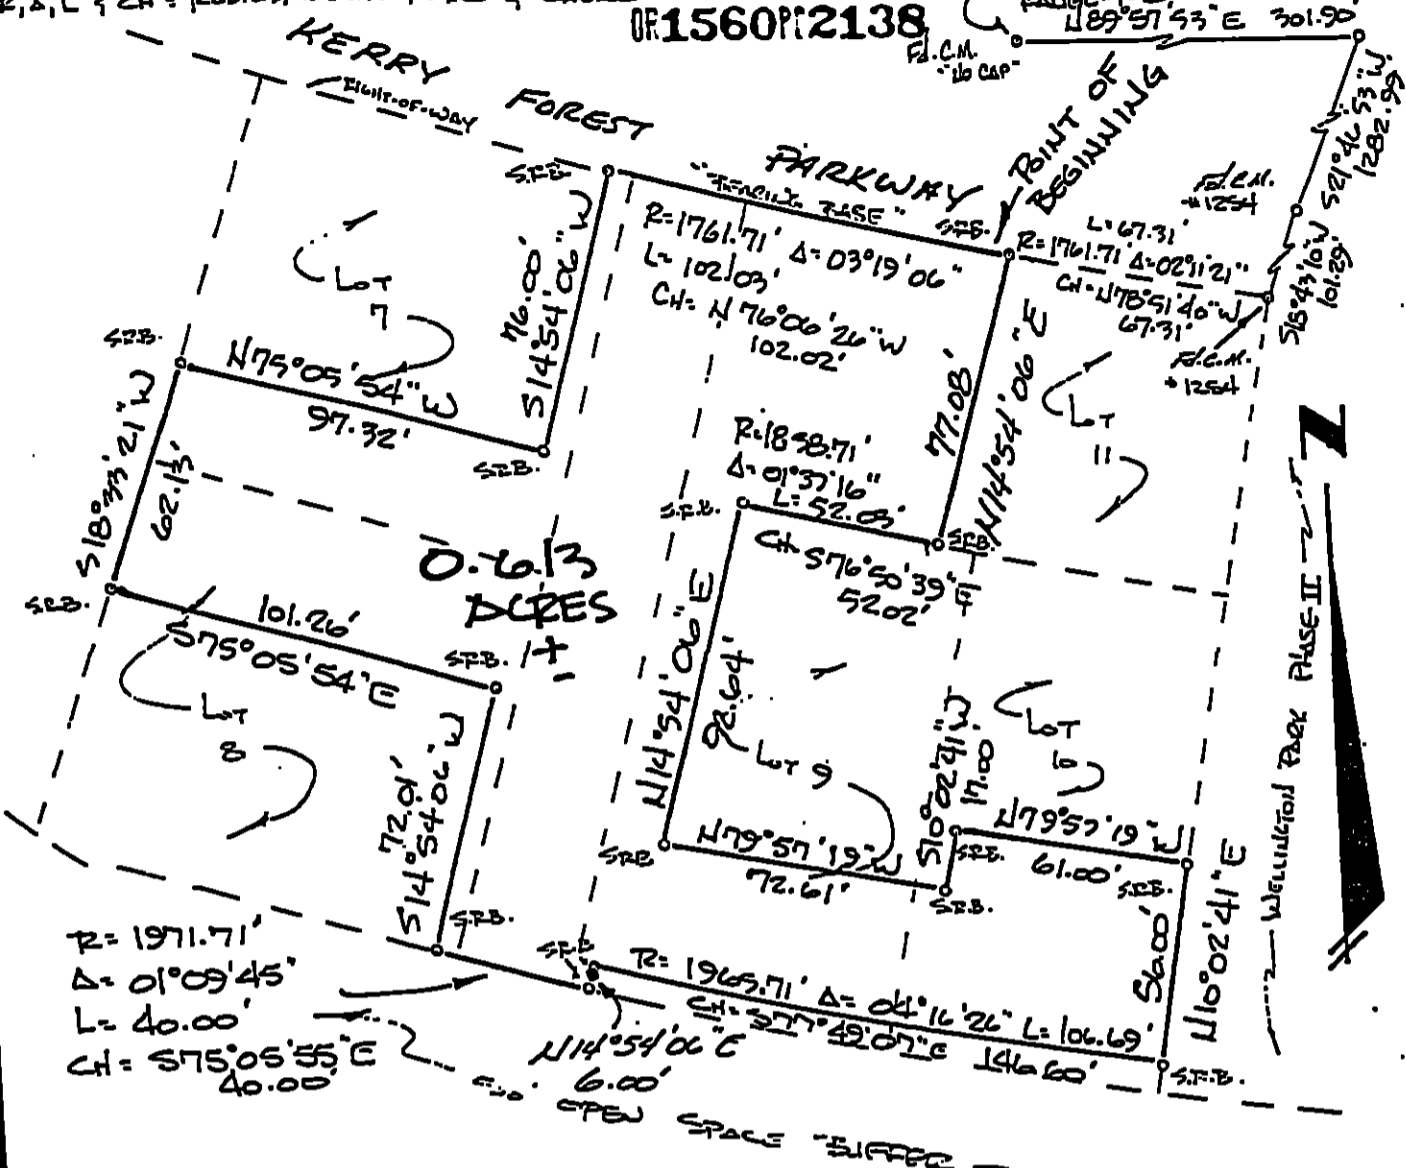 OR1560PG2138
N89°57'53"E 301.90'
Fd.C.M.
"No CAP"
KERRY FOREST PARKWAY
RIGHT-OF-WAY
POINT OF
BEGINNING
S21°46'53"W
1282.99'
Fd.C.M.
#1254
S18°43'10"W
101.29'
Fd.C.M.
#1254
L=67.31'
R=1761.71' Δ=02°11'21"
CH=N78°51'40"W
67.31'
S.I.B.
S.I.B.
R=1761.71' Δ=03°19'06"
L=102.03'
CH=N76°06'26"W
102.02'
LOT
7
76.00'
S14°54'06"W
S.I.B.
N75°05'54"W
97.32'
S.I.B.
S18°33'21"W
62.13'
77.08'
N14°54'06"E
LOT
11
R=1838.71'
Δ=01°37'16"
L=52.03'
S.I.B.
S.I.B.
CH=S76°50'39"E
52.02'
0.613
ACRES
±
S.I.B.
101.26'
S75°05'54"E
S.I.B.
LOT
8
72.01'
S14°54'06"W
S.I.B.
N14°54'06"E
92.64'
LOT 9
S10°02'41"W
17.00'
LOT
10
S.I.B.
N79°57'19"W
72.61'
S.I.B.
S.I.B.
N79°57'19"W
61.00'
S.I.B.
56.00'
N10°02'41"E
WELLINGTON PARK PHASE II
N
R=1971.71'
Δ=01°09'45"
L=40.00'
CH=S75°05'55"E
40.00'
S.I.B.
N14°54'06"E
6.00'
R=1965.71' Δ=04°16'26"
CH=S77°49'07"E 146.60'
S.I.B.
OPEN SPACE "BUFFER